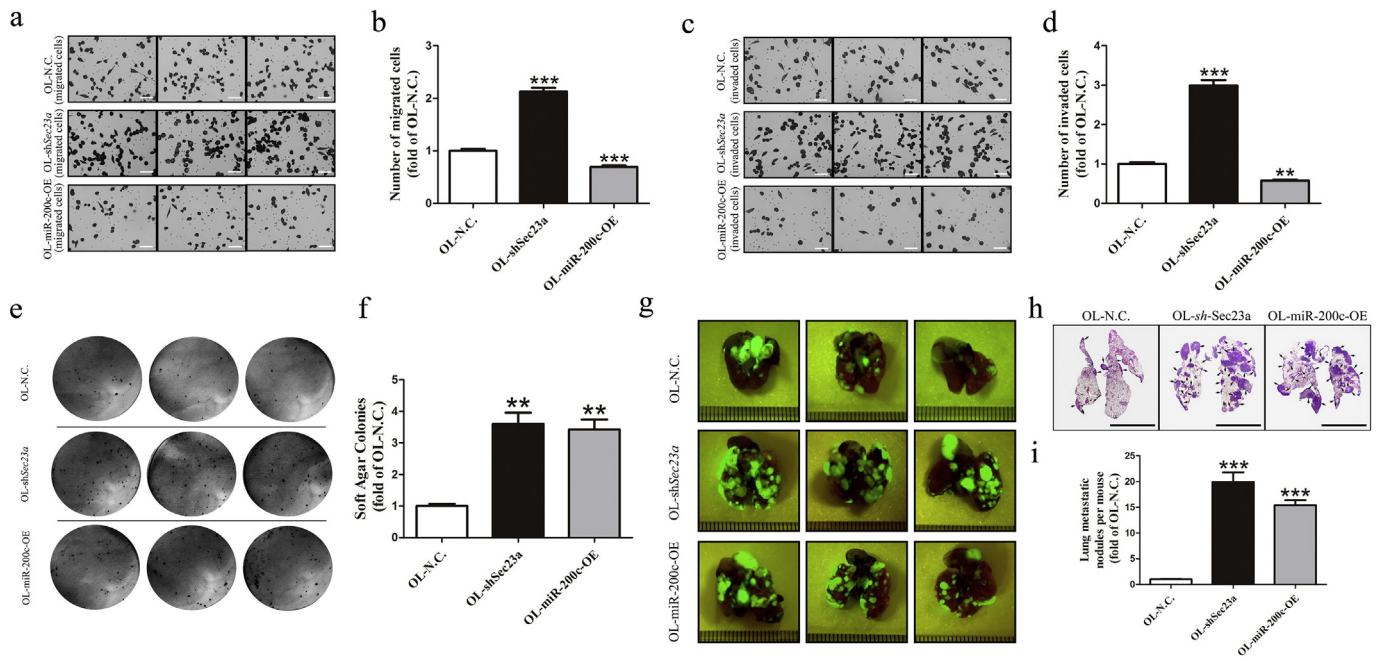 a
OL-N.C.
(migrated cells)
OL-shSec23a
(migrated cells)
OL-miR-200c-OE
(migrated cells)
b
Number of migrated cells
(fold of OL-N.C.)
3
2
1
0
***
***
OL-N.C.
OL-shSec23a
OL-miR-200c-OE
c
OL-N.C.
(invaded cells)
OL-shSec23a
(invaded cells)
OL-miR-200c-OE
(invaded cells)
d
Number of invaded cells
(fold of OL-N.C.)
4
3
2
1
0
***
**
OL-N.C.
OL-shSec23a
OL-miR-200c-OE
e
OL-N.C.
OL-shSec23a
OL-miR-200c-OE
f
Soft Agar Colonies
(fold of OL-N.C.)
5
4
3
2
1
0
**
**
OL-N.C.
OL-shSec23a
OL-miR-200c-OE
g
OL-N.C.
OL-shSec23a
OL-miR-200c-OE
h
OL-N.C.
OL-sh-Sec23a
OL-miR-200c-OE
i
Lung metastatic
nodules per mouse
(fold of OL-N.C.)
25
20
15
10
5
0
***
***
OL-N.C.
OL-shSec23a
OL-miR-200c-OE